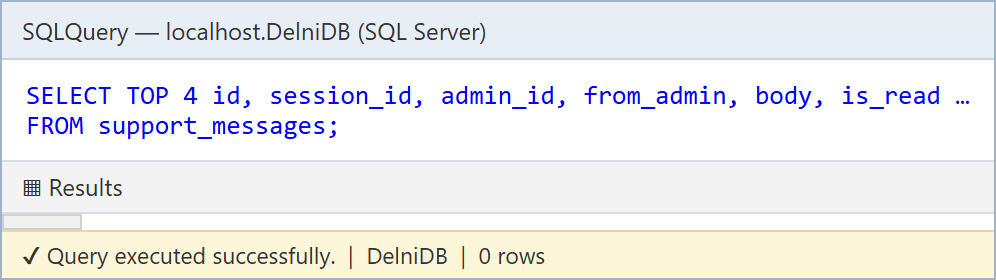 SQLQuery — localhost.DelniDB (SQL Server)
SELECT TOP 4 id, session_id, admin_id, from_admin, body, is_read …
FROM support_messages;
▦ Results
✔ Query executed successfully. | DelniDB | 0 rows